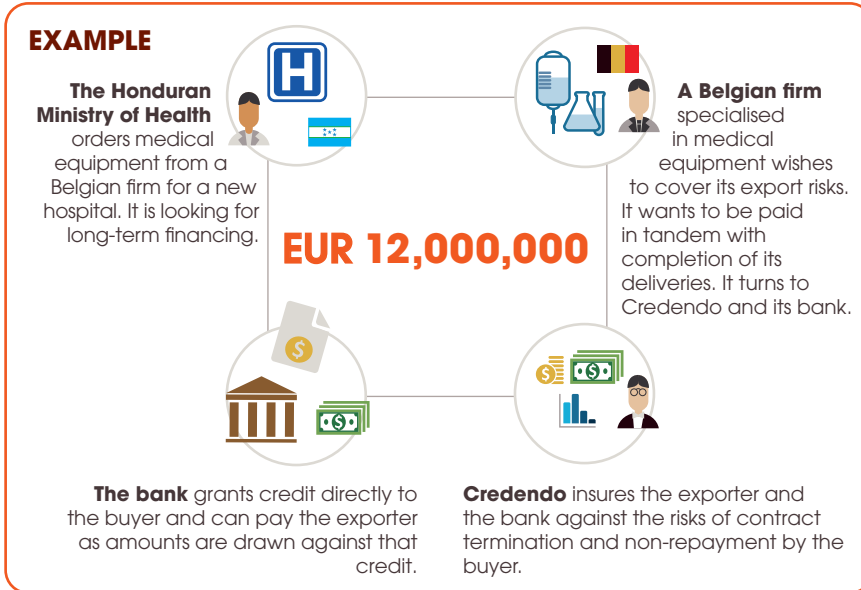 EXAMPLE
The Honduran
Ministry of Health
orders medical
equipment from a
Belgian firm for a new
hospital. It is looking for
long-term financing.
H
A Belgian firm
specialised
in medical
equipment wishes
to cover its export risks.
It wants to be paid
in tandem with
completion of its
deliveries. It turns to
Credendo and its bank.
EUR 12,000,000
$
$
$
$
The bank grants credit directly to
the buyer and can pay the exporter
as amounts are drawn against that
credit.
Credendo insures the exporter and
the bank against the risks of contract
termination and non-repayment by the
buyer.